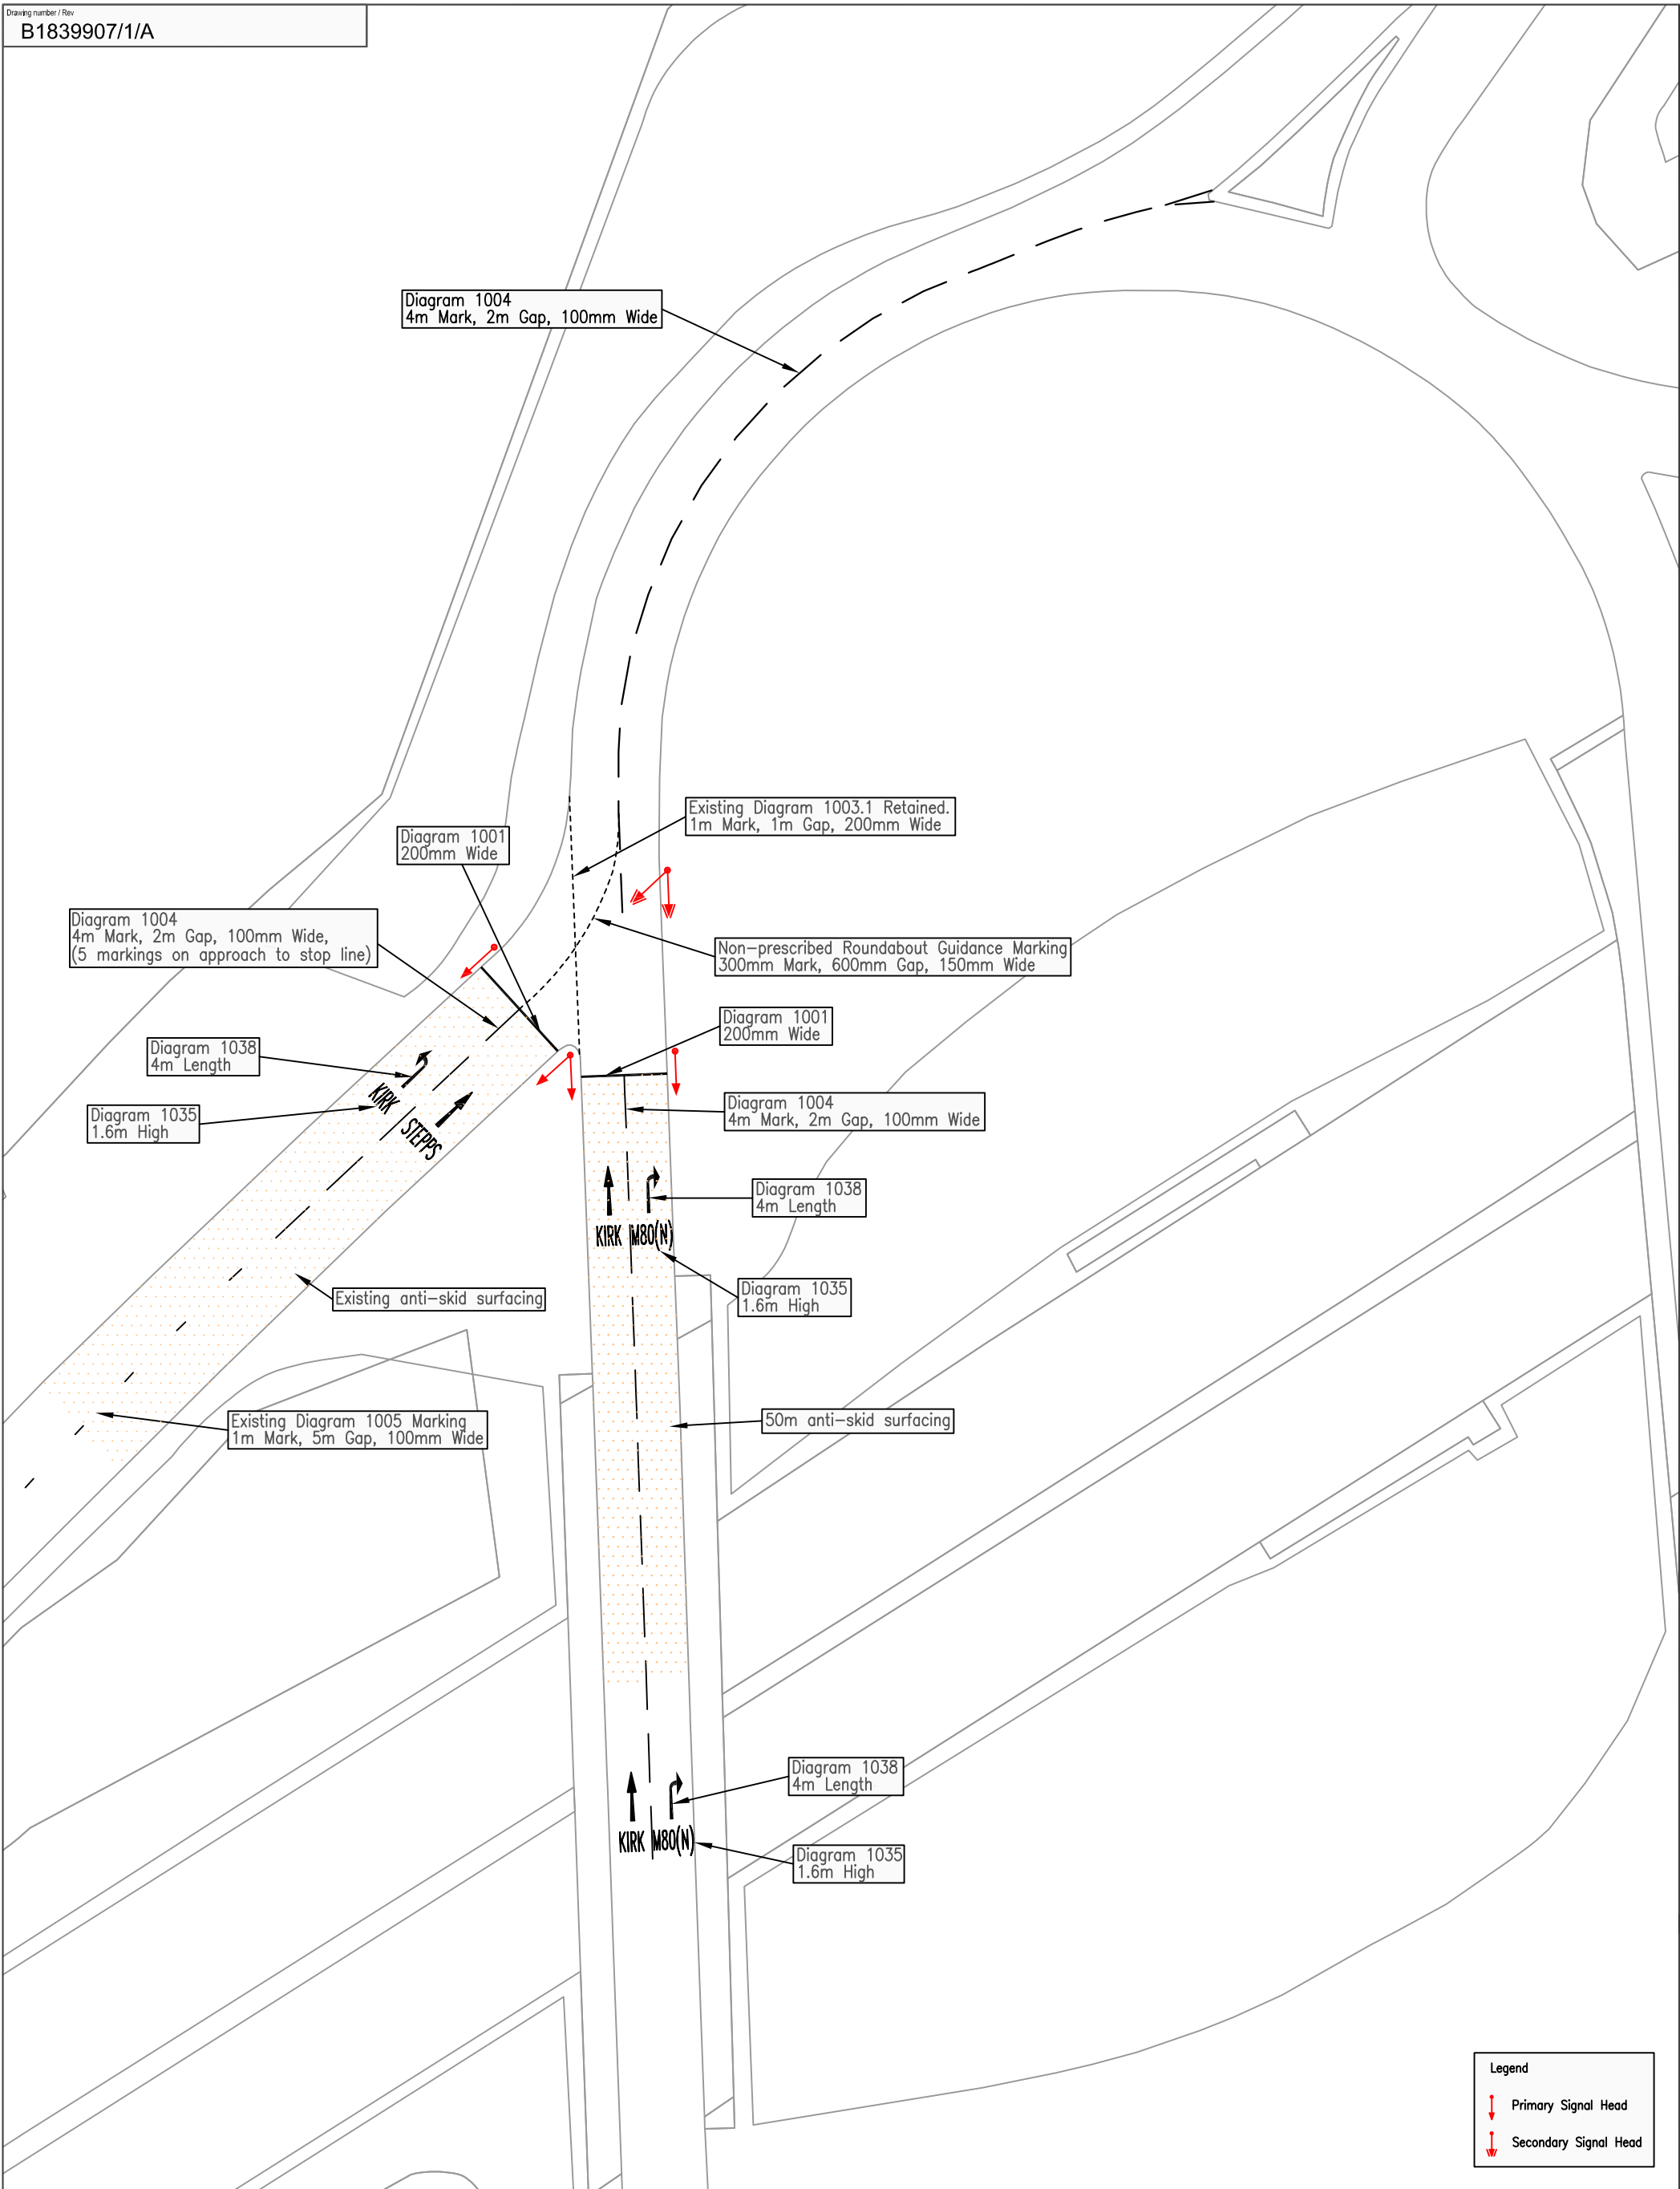 Drawing number / Rev
B1839907/1/A
Diagram 1004
4m Mark, 2m Gap, 100mm Wide
Existing Diagram 1003.1 Retained.
1m Mark, 1m Gap, 200mm Wide
Diagram 1001
200mm Wide
Diagram 1004
4m Mark, 2m Gap, 100mm Wide,
(5 markings on approach to stop line)
Non-prescribed Roundabout Guidance Marking
300mm Mark, 600mm Gap, 150mm Wide
Diagram 1001
200mm Wide
Diagram 1038
4m Length
KIRK
Diagram 1035
1.6m High
STEPPS
Diagram 1004
4m Mark, 2m Gap, 100mm Wide
Diagram 1038
4m Length
KIRK M80(N)
Diagram 1035
1.6m High
Existing anti-skid surfacing
Existing Diagram 1005 Marking
1m Mark, 5m Gap, 100mm Wide
50m anti-skid surfacing
Diagram 1038
4m Length
KIRK M80(N)
Diagram 1035
1.6m High
Legend
Primary Signal Head
Secondary Signal Head